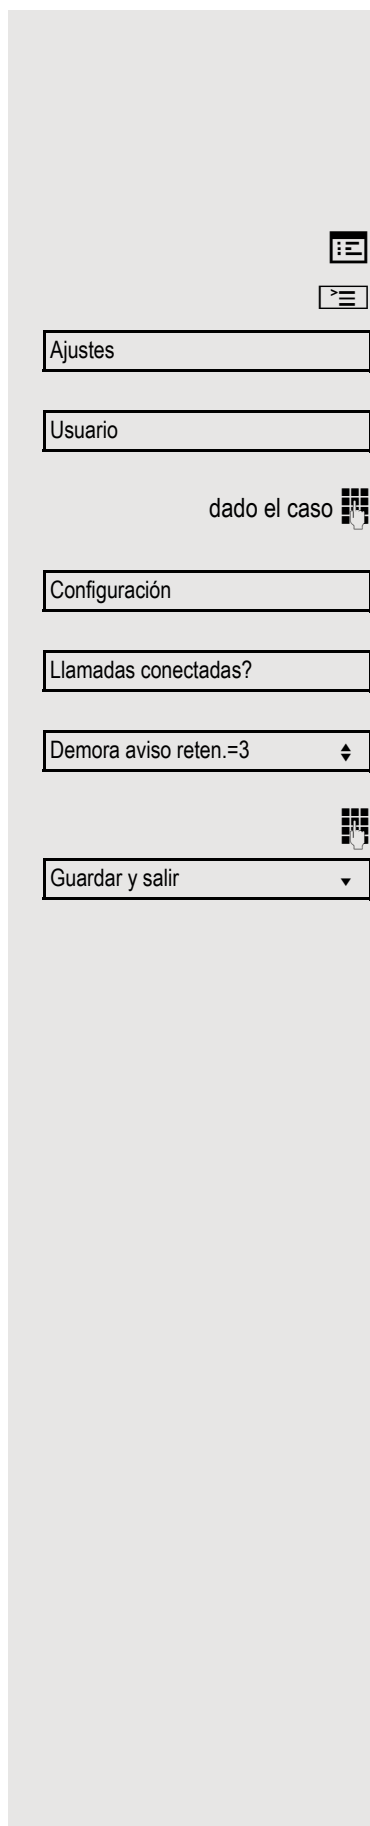 Ajustes
Usuario
dado el caso
Configuración
Llamadas conectadas?
Demora aviso reten.=3
Guardar y salir